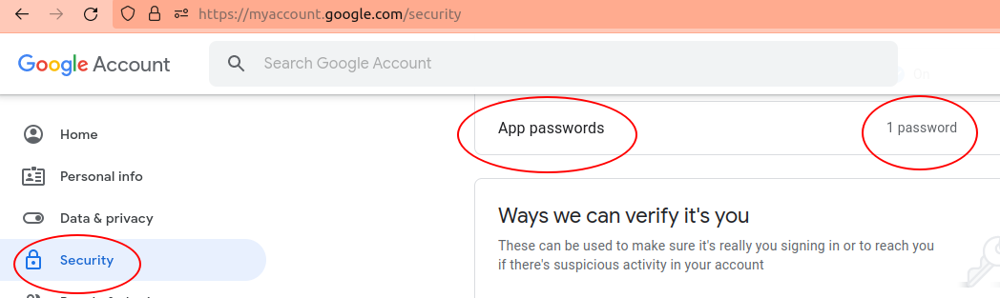 https://myaccount.google.com/security
Google Account
Search Google Account
On
Home
Personal info
Data & privacy
Security
App passwords
1 password
Ways we can verify it's you
These can be used to make sure it's really you signing in or to reach you
if there's suspicious activity in your account